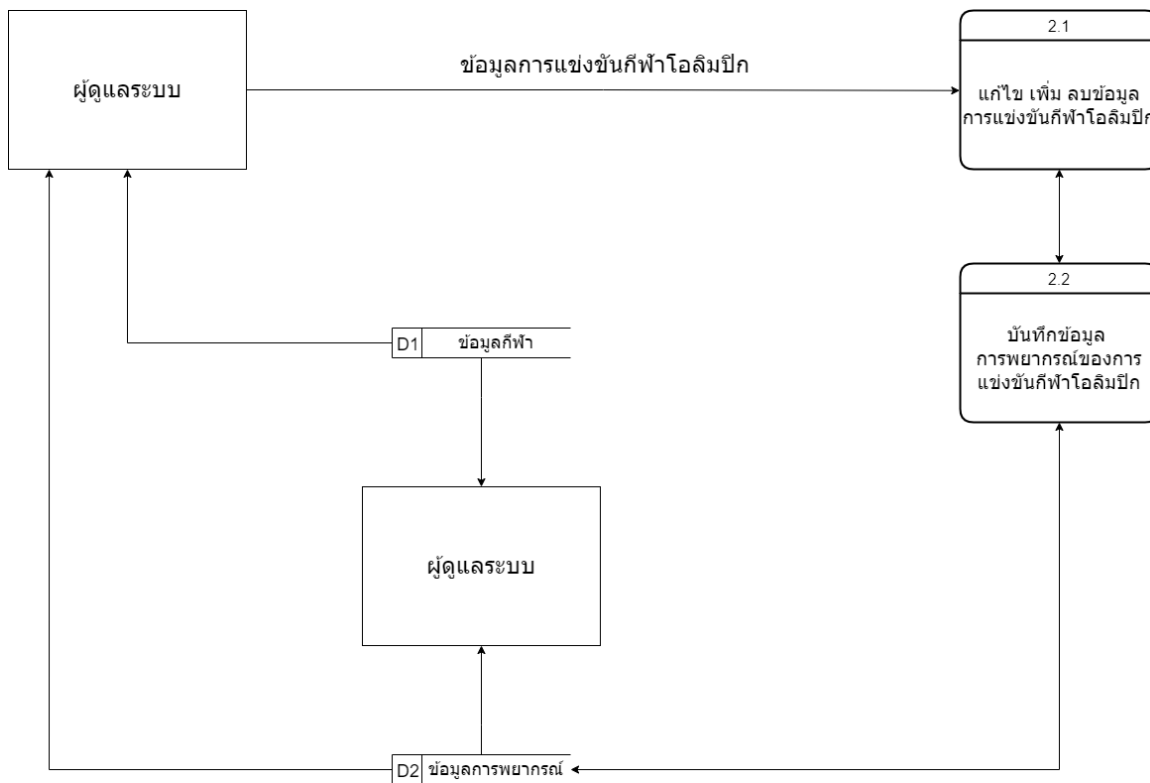 ผู้ดูแลระบบ
ข้อมูลการแข่งขันกีฬาโอลิมปิก
2.1
แก้ไข เพิ่ม ลบข้อมูล
การแข่งขันกีฬาโอลิมปิก
2.2
บันทึกข้อมูล
การพยากรณ์ของการ
แข่งขันกีฬาโอลิมปิก
D1 ข้อมูลกีฬา
ผู้ดูแลระบบ
D2 ข้อมูลการพยากรณ์